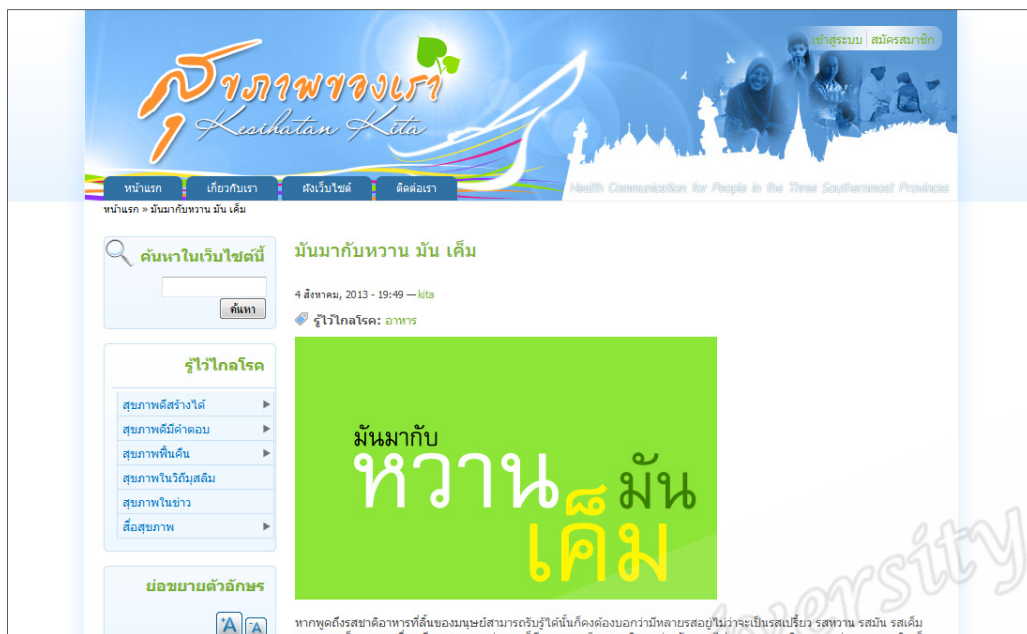 เข้าสู่ระบบ | สมัครสมาชิก
สุขภาพของเรา
Kesihatan Kita
หน้าแรก เกี่ยวกับเรา ผังเว็บไซต์ ติดต่อเรา
Health Communication for People in the Three Southernmost Provinces
หน้าแรก » มันมากับหวาน มัน เค็ม
ค้นหาในเว็บไซต์นี้
ค้นหา
รู้ไว้ไกลโรค
สุขภาพดีสร้างได้
สุขภาพดีมีคำตอบ
สุขภาพฟื้นคืน
สุขภาพในวิถีมุสลิม
สุขภาพในข่าว
สื่อสุขภาพ
ย่อขยายตัวอักษร
+A -A
มันมากับหวาน มัน เค็ม
4 สิงหาคม, 2013 - 19:49 — kita
รู้ไว้ไกลโรค: อาหาร
มันมากับ
หวาน มัน
เค็ม
หากพูดถึงรสชาติอาหารที่ลิ้นของมนุษย์สามารถรับรู้ได้นั้นก็คงต้องบอกว่ามีหลายรสอยู่ไม่ว่าจะเป็นรสเปรี้ยว รสหวาน รสมัน รสเค็ม